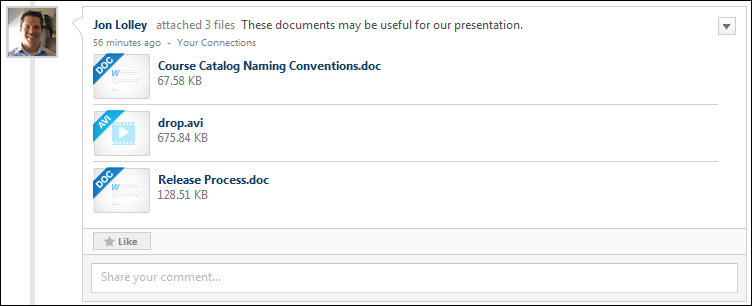 Jon Lolley attached 3 files These documents may be useful for our presentation.
56 minutes ago - Your Connections
DOC
W
Course Catalog Naming Conventions.doc
67.58 KB
AVI
drop.avi
675.84 KB
DOC
W
Release Process.doc
128.51 KB
Like
Share your comment...